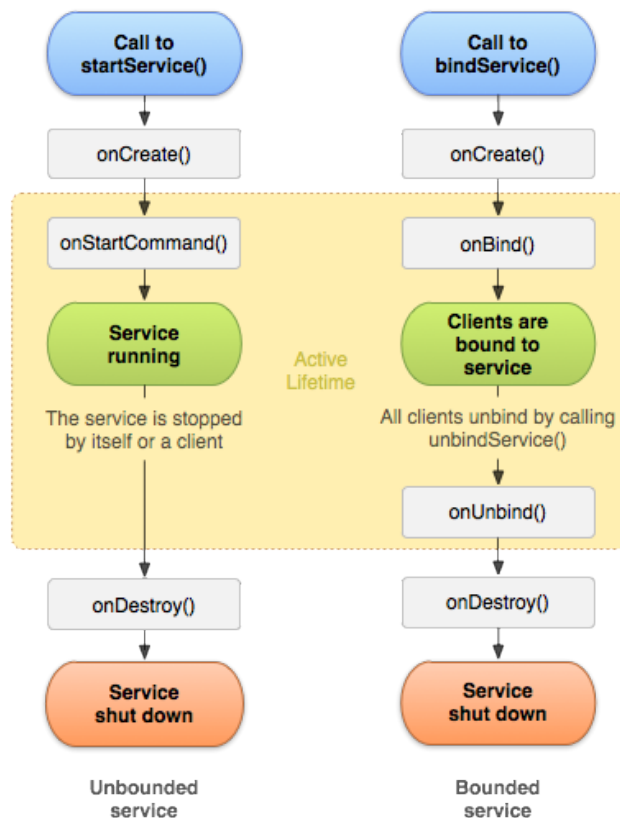 Call to
startService()
Call to
bindService()
onCreate()
onCreate()
onStartCommand()
onBind()
Service
running
Active
Lifetime
Clients are
bound to
service
The service is stopped
by itself or a client
All clients unbind by calling
unbindService()
onUnbind()
onDestroy()
onDestroy()
Service
shut down
Service
shut down
Unbounded
service
Bounded
service